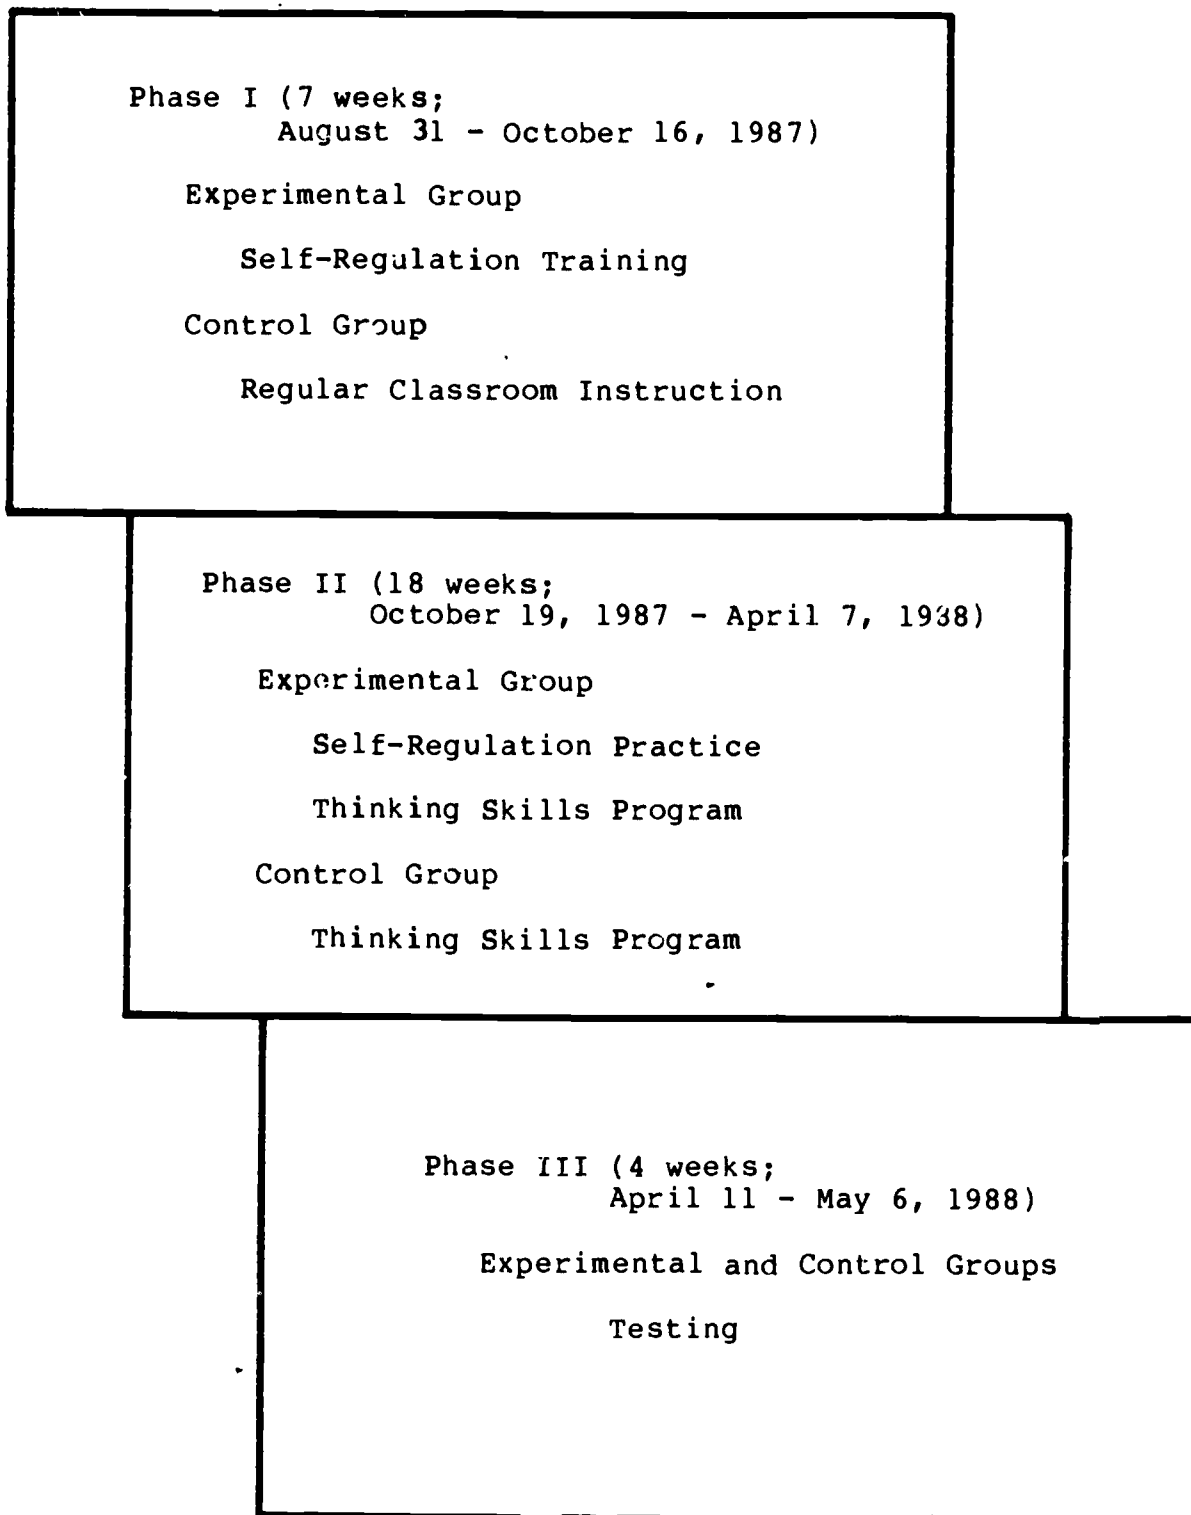 Phase I (7 weeks;
August 31 - October 16, 1987)
Experimental Group
Self-Regulation Training
Control Group
Regular Classroom Instruction
Phase II (18 weeks;
October 19, 1987 - April 7, 1988)
Experimental Group
Self-Regulation Practice
Thinking Skills Program
Control Group
Thinking Skills Program
Phase III (4 weeks;
April 11 - May 6, 1988)
Experimental and Control Groups
Testing